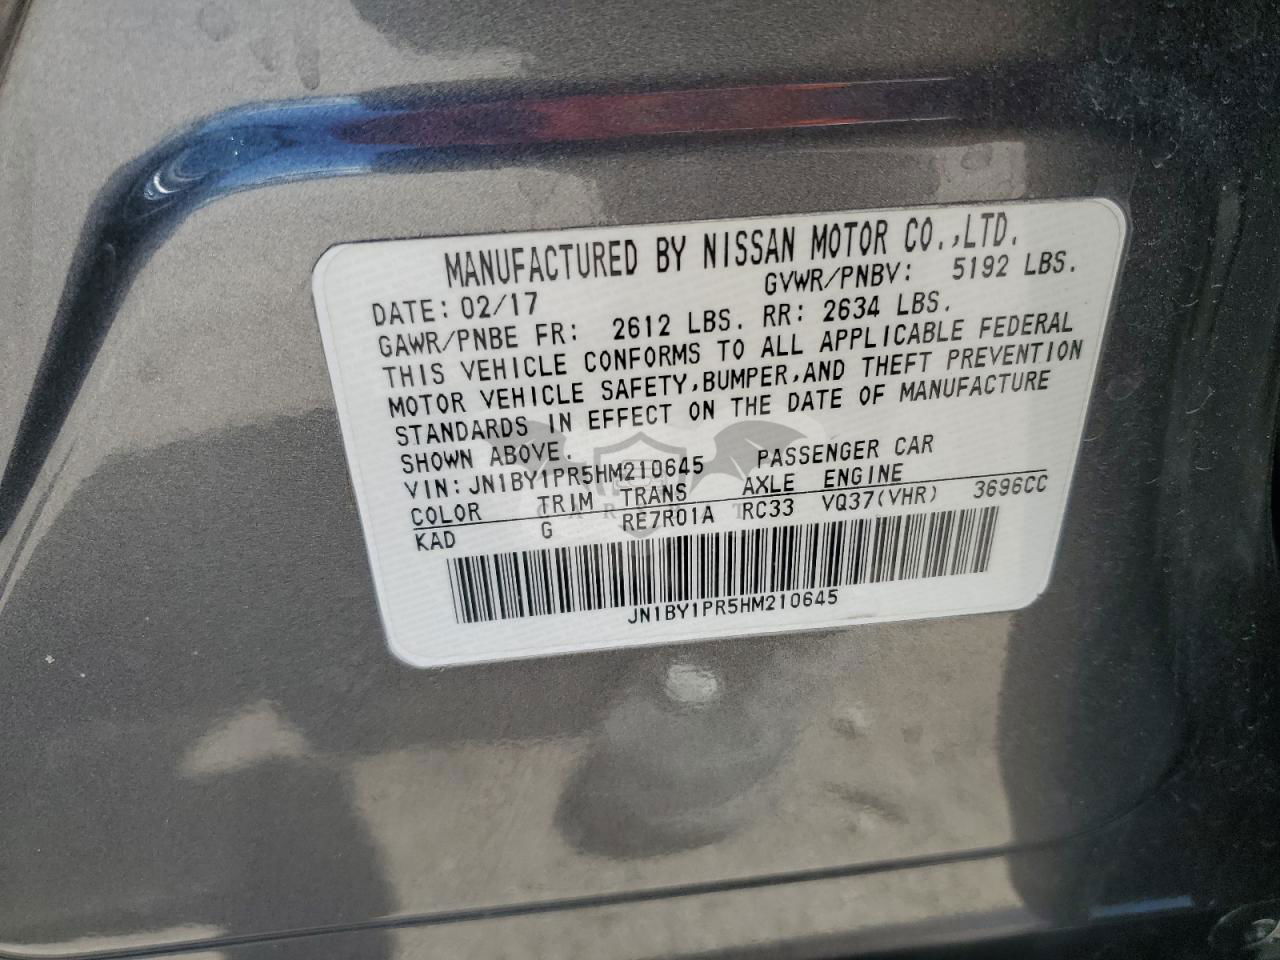 MANUFACTURED BY NISSAN MOTOR CO.,LTD.
DATE: 02/17 GVWR/PNBV: 5192 LBS.
GAWR/PNBE FR: 2612 LBS. RR: 2634 LBS.
THIS VEHICLE CONFORMS TO ALL APPLICABLE FEDERAL
MOTOR VEHICLE SAFETY,BUMPER,AND THEFT PREVENTION
STANDARDS IN EFFECT ON THE DATE OF MANUFACTURE
SHOWN ABOVE.
VIN: JN1BY1PR5HM210645 PASSENGER CAR
COLOR TRIM TRANS AXLE ENGINE
KAD G RE7R01A RC33 VQ37(VHR) 3696CC
JN1BY1PR5HM210645